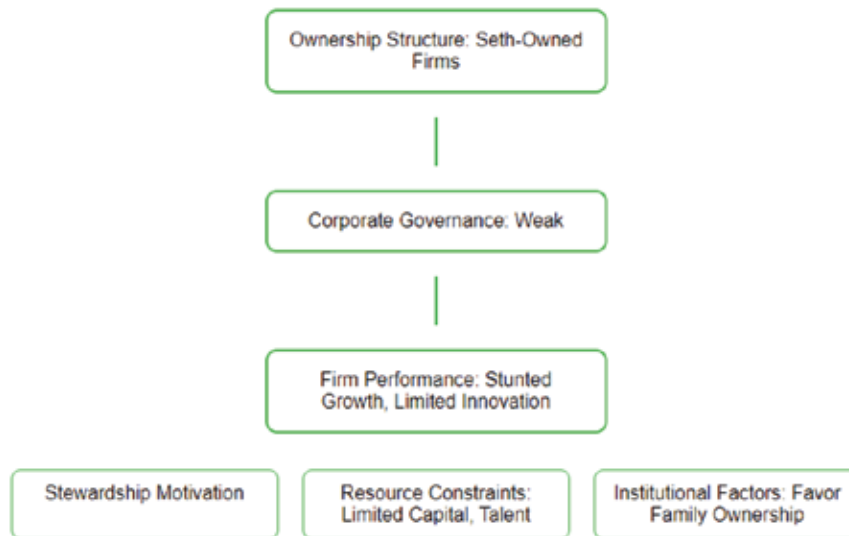 Ownership Structure: Seth-Owned
Firms
Corporate Governance: Weak
Firm Performance: Stunted
Growth, Limited Innovation
Stewardship Motivation
Resource Constraints:
Limited Capital, Talent
Institutional Factors: Favor
Family Ownership